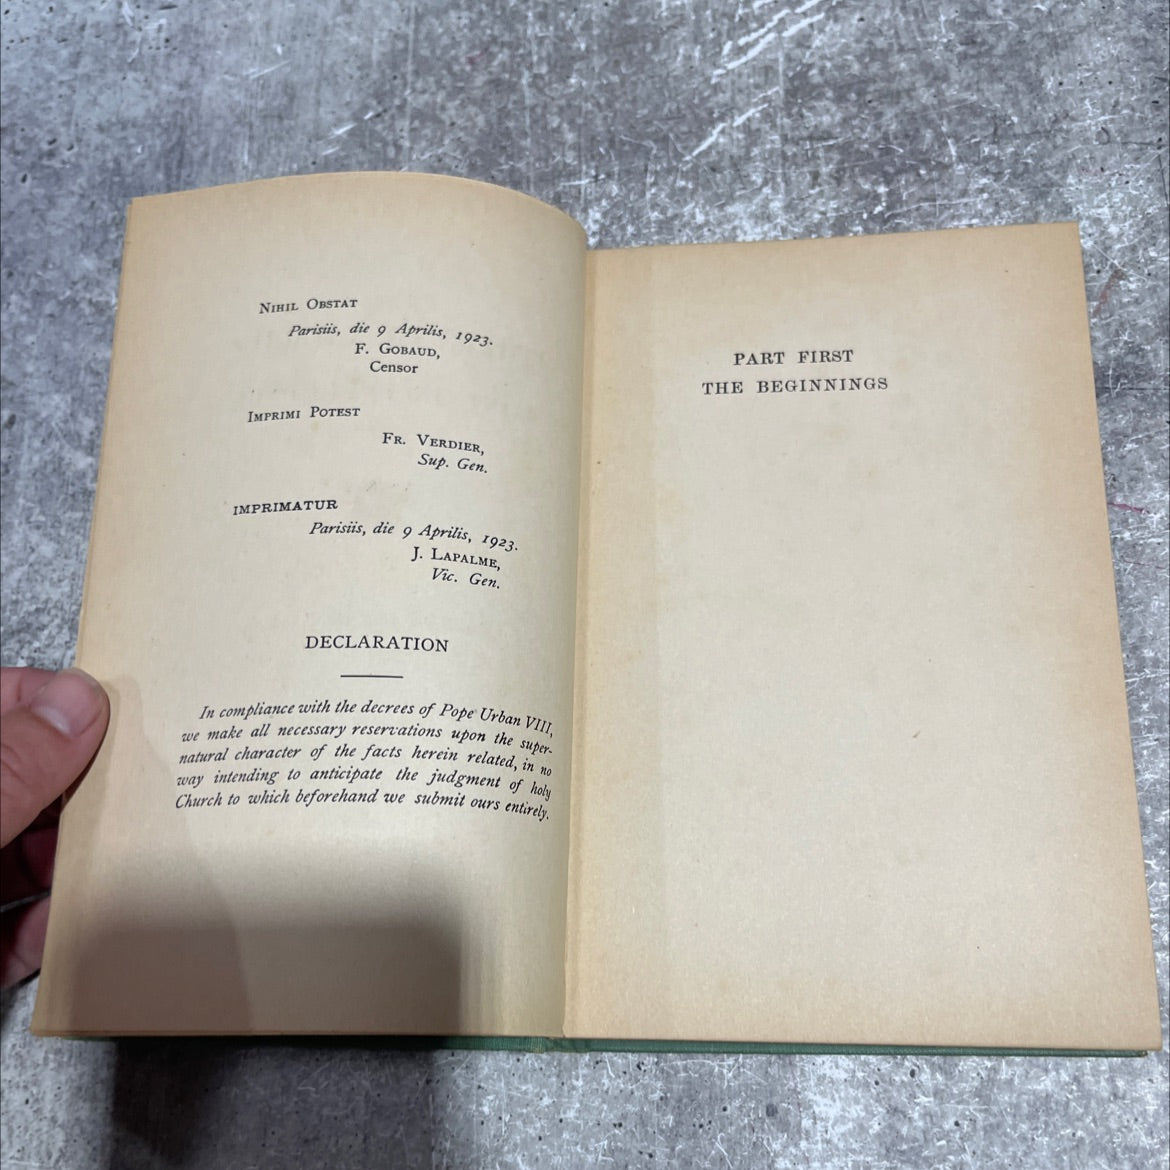 NIHIL OBSTAT
Parisiis, die 9 Aprilis, 1923.
F. GOBAUD,
Censor
IMPRIMI POTEST
FR. VERDIER,
Sup. Gen.
IMPRIMATUR
Parisiis, die 9 Aprilis, 1923.
J. LAPALME,
Vic. Gen.
DECLARATION
In compliance with the decrees of Pope Urban VIII,
we make all necessary reservations upon the super-
natural character of the facts herein related, in no
way intending to anticipate the judgment of holy
Church to which beforehand we submit ours entirely.
PART FIRST
THE BEGINNINGS